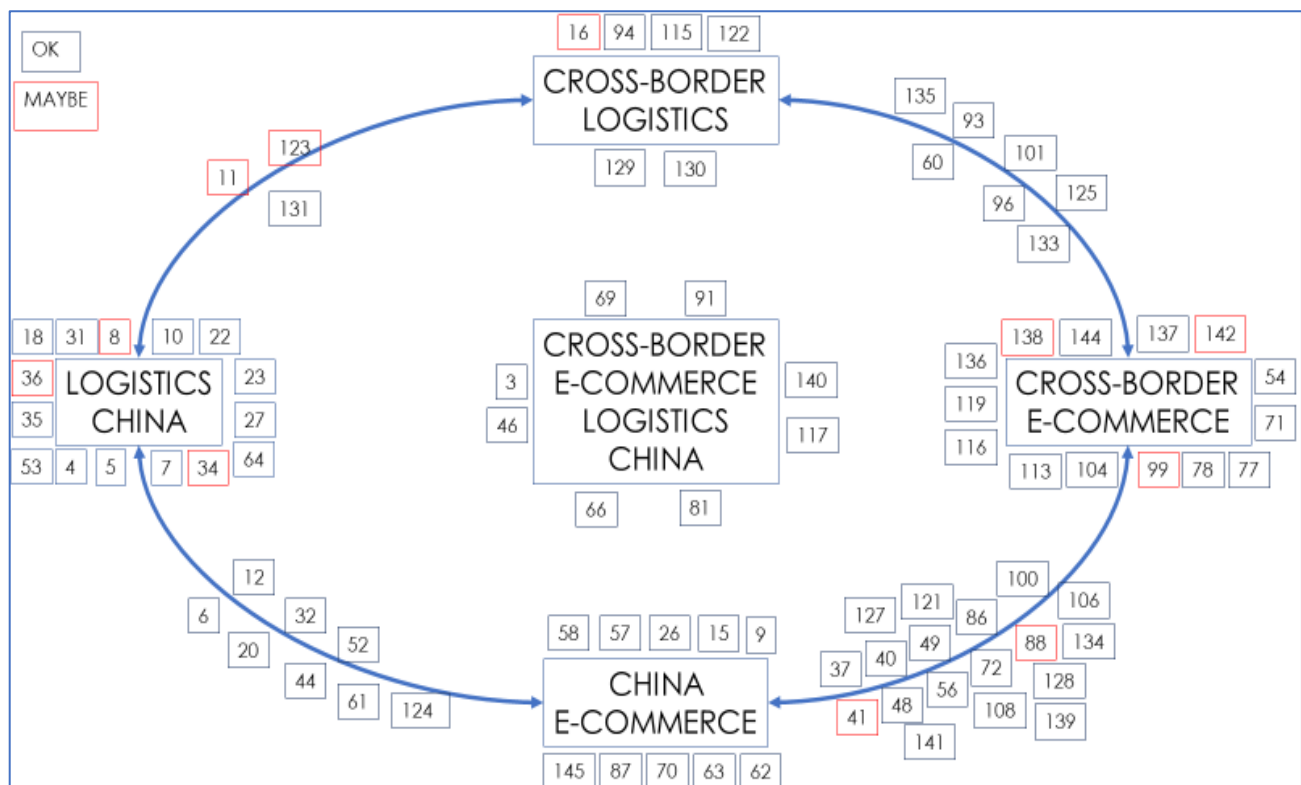 16 94 115 122
OK
MAYBE
CROSS-BORDER
LOGISTICS
129 130
135
93
60
101
96
125
133
123
11
131
69 91
CROSS-BORDER
E-COMMERCE
LOGISTICS
CHINA
3
46
140
117
66 81
18 31 8 10 22
36
35
LOGISTICS
CHINA
23
27
64
53 4 5 7 34
138 144 137 142
136
119
116
CROSS-BORDER
E-COMMERCE
54
71
113 104 99 78 77
12
6
32
20
52
44
61
124
58 57 26 15 9
CHINA
E-COMMERCE
145 87 70 63 62
100
106
121
127
86
49
88
134
40
37
72
128
56
48
41
108
139
141